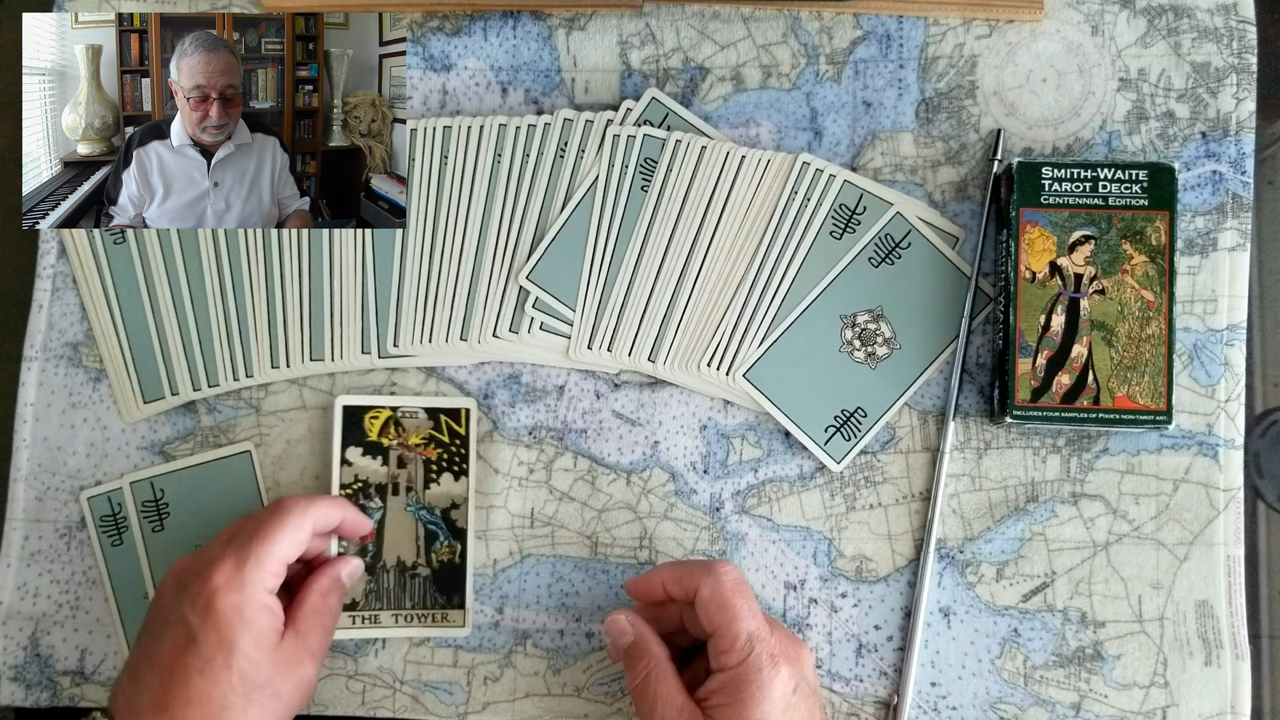 SMITH-WAITE
TAROT DECK®
CENTENNIAL EDITION
INCLUDES FOUR SAMPLES OF PIXIE'S NON-TAROT ART.
XVI
THE TOWER.